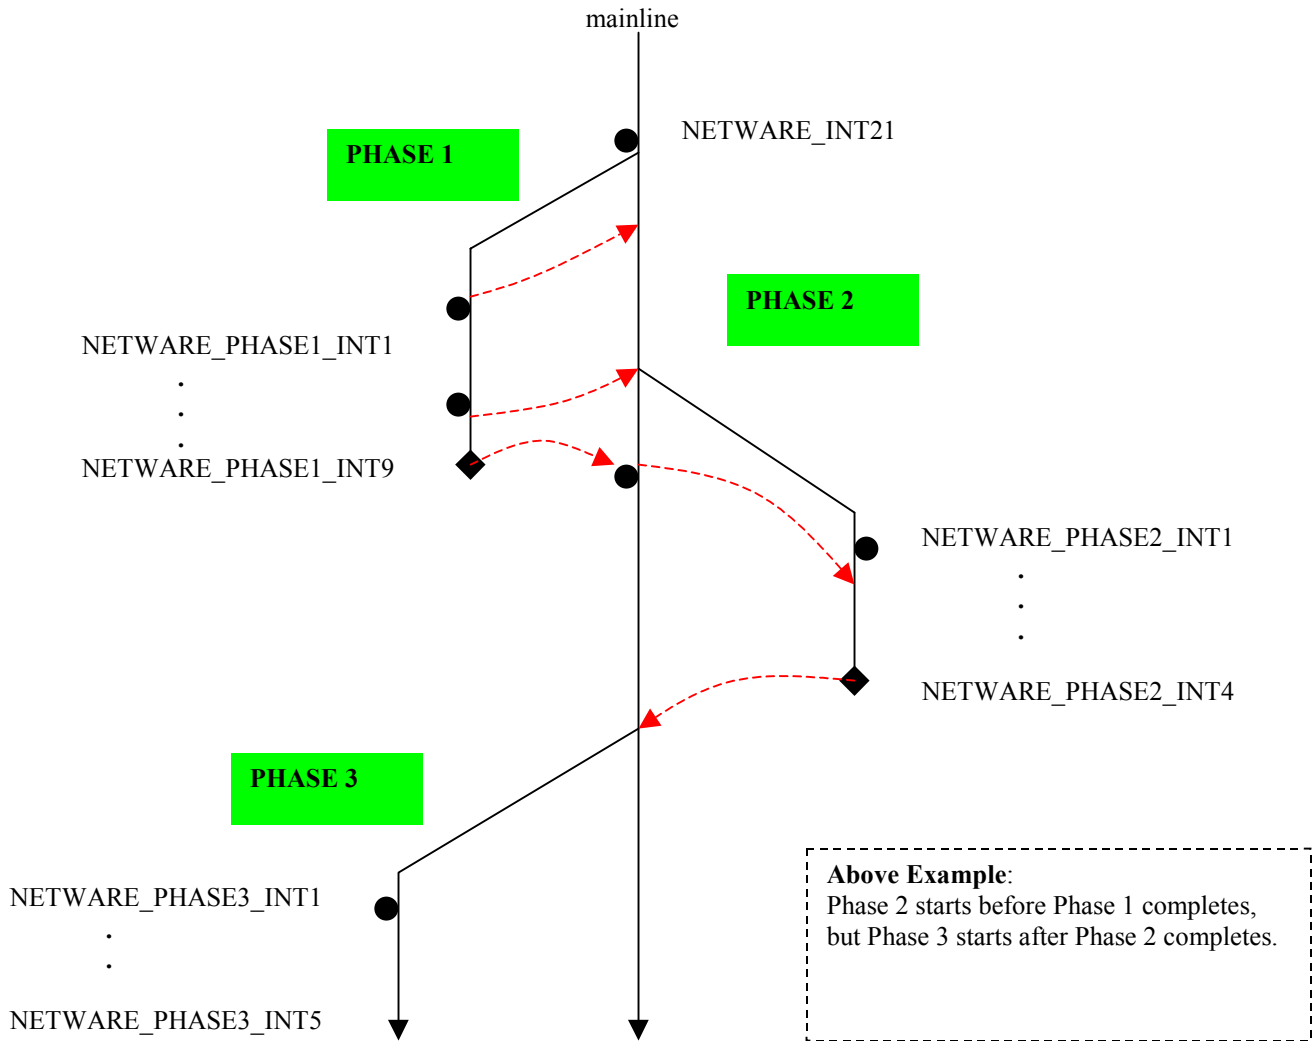 mainline
NETWARE_INT21
PHASE 1
PHASE 2
NETWARE_PHASE1_INT1
.
.
.
NETWARE_PHASE1_INT9
NETWARE_PHASE2_INT1
.
.
.
NETWARE_PHASE2_INT4
PHASE 3
NETWARE_PHASE3_INT1
.
.
NETWARE_PHASE3_INT5
Above Example:
Phase 2 starts before Phase 1 completes,
but Phase 3 starts after Phase 2 completes.